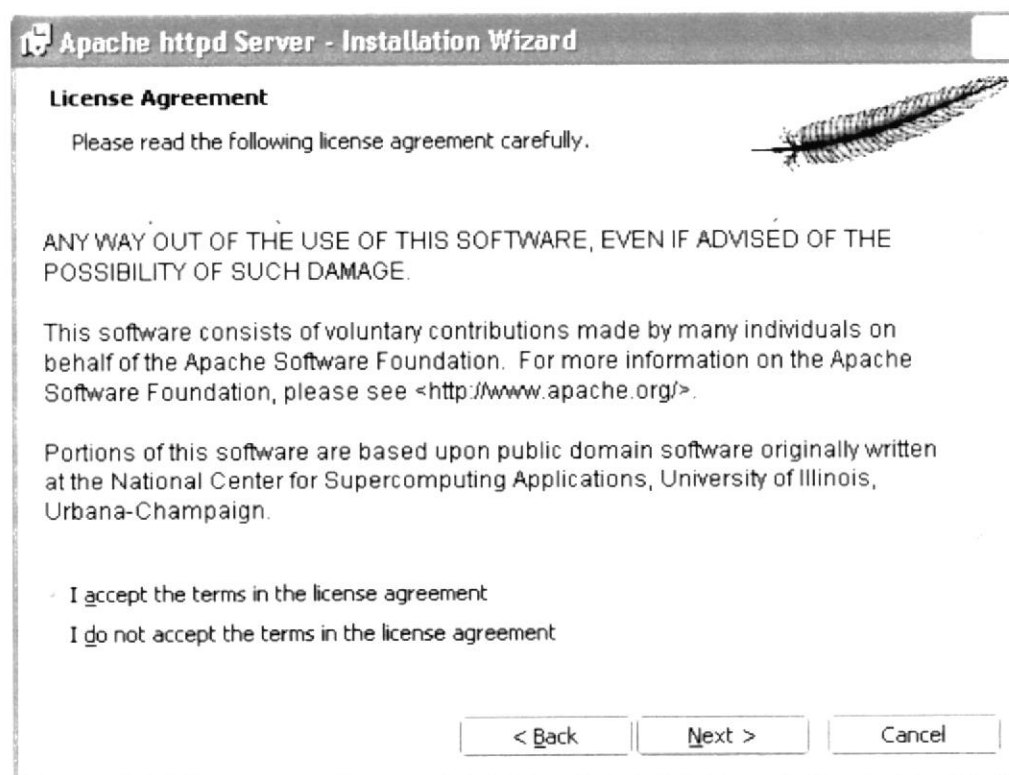 Apache httpd Server - Installation Wizard
License Agreement
Please read the following license agreement carefully.
ANY WAY OUT OF THE USE OF THIS SOFTWARE, EVEN IF ADVISED OF THE
POSSIBILITY OF SUCH DAMAGE.
This software consists of voluntary contributions made by many individuals on
behalf of the Apache Software Foundation.  For more information on the Apache
Software Foundation, please see <http://www.apache.org/>.
Portions of this software are based upon public domain software originally written
at the National Center for Supercomputing Applications, University of Illinois,
Urbana-Champaign.
I accept the terms in the license agreement
I do not accept the terms in the license agreement
< Back
Next >
Cancel